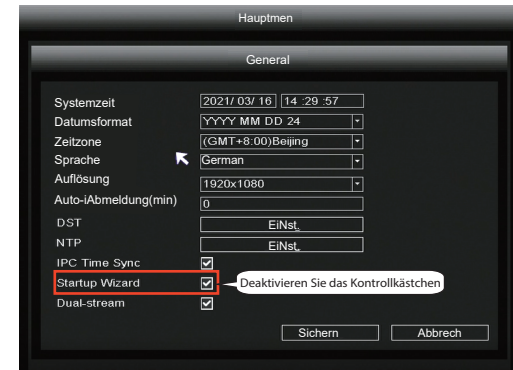 Hauptmen
General
Systemzeit 2021/ 03/ 16 14 :29 :57
Datumsformat YYYY MM DD 24
Zeitzone (GMT+8:00)Beijing
Sprache German
Auflösung 1920x1080
Auto-iAbmeldung(min) 0
DST EiNst.
NTP EiNst.
IPC Time Sync
Startup Wizard Deaktivieren Sie das Kontrollkästchen
Dual-stream
Sichern Abbrech